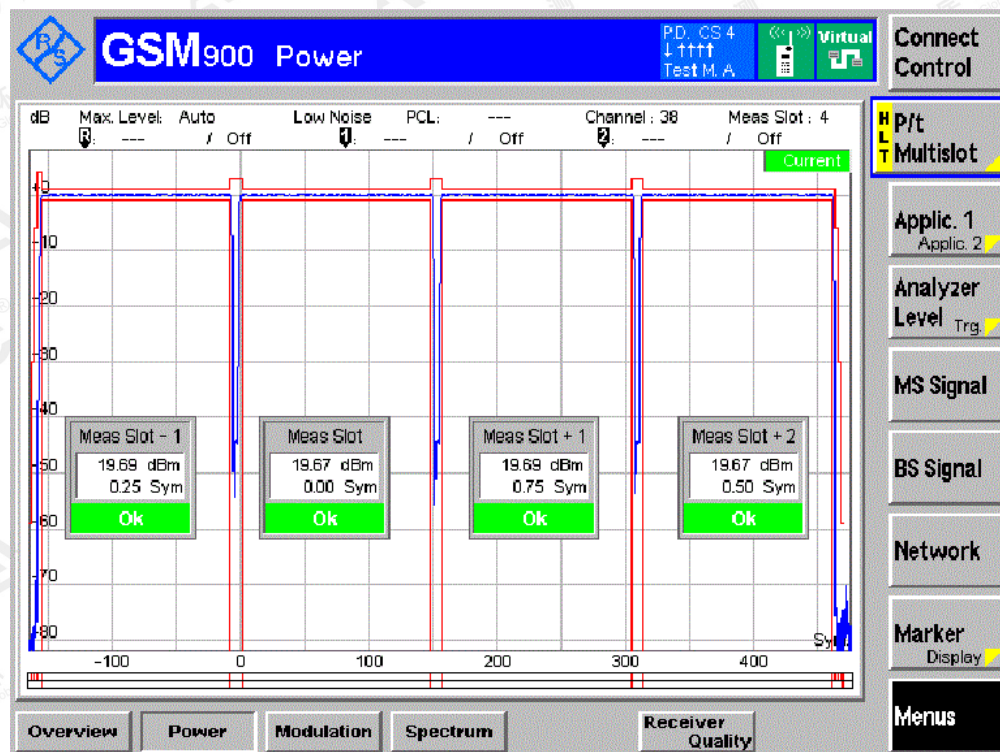 R/S
GSM900 Power
P.D. CS 4
↓ ↑↑↑↑
Test M. A
Virtual
Connect
Control
dB Max. Level: Auto Low Noise PCL: --- Channel : 38 Meas Slot : 4
R: --- / Off 1: --- / Off 2: --- / Off
HLT
P/t
Multislot
Current
+0
-10
-20
-30
-40
-50
-60
-70
-80
Applic. 1
Applic. 2
Analyzer
Level Trg.
MS Signal
BS Signal
Network
Marker
Display
Menus
Meas Slot - 1
19.69 dBm
0.25 Sym
Ok
Meas Slot
19.67 dBm
0.00 Sym
Ok
Meas Slot + 1
19.69 dBm
0.75 Sym
Ok
Meas Slot + 2
19.67 dBm
0.50 Sym
Ok
-100 0 100 200 300 400
Overview Power Modulation Spectrum Receiver
Quality